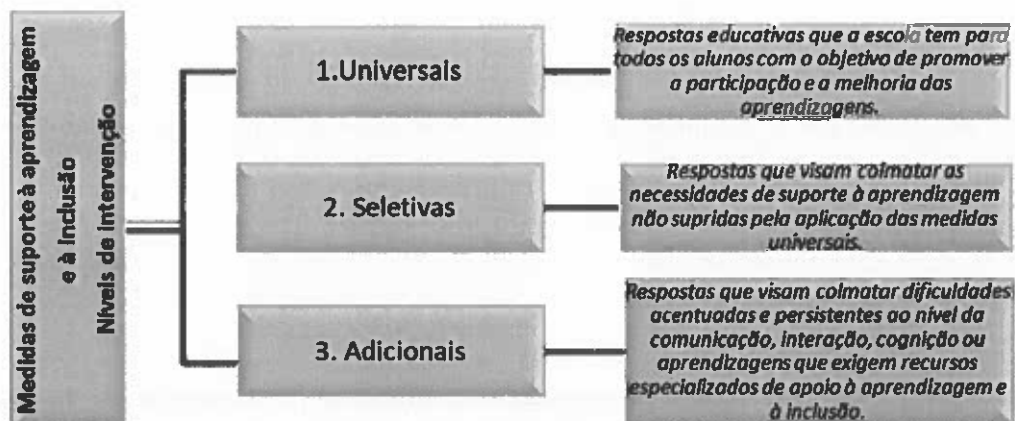 Medidas de suporte à aprendizagem
e à inclusão
Níveis de intervenção
1.Universais
Respostas educativas que a escola tem para
todos os alunos com o objetivo de promover
a participação e a melhoria das
aprendizagens.
2. Seletivas
Respostas que visam colmatar as
necessidades de suporte à aprendizagem
não supridas pela aplicação das medidas
universais.
3. Adicionais
Respostas que visam colmatar dificuldades
acentuadas e persistentes ao nível da
comunicação, interação, cognição ou
aprendizagens que exigem recursos
especializados de apoio à aprendizagem e
à inclusão.